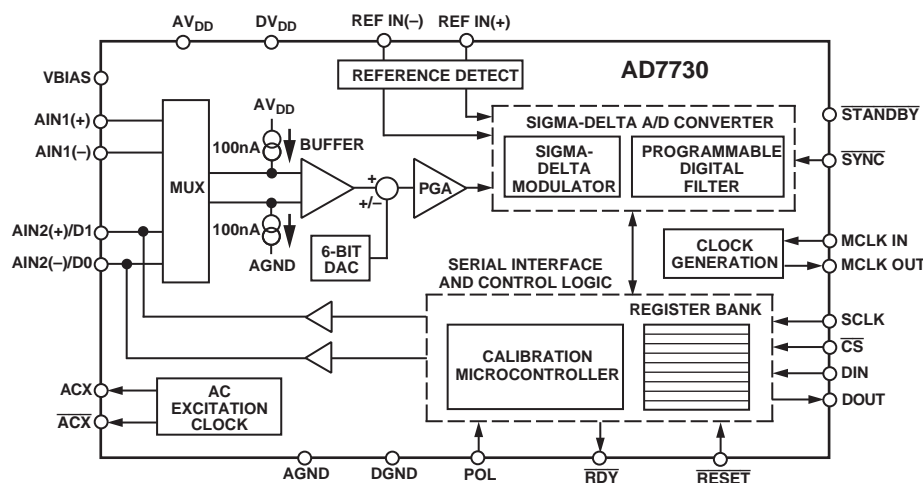 AVDD
DVDD
REF IN(–)
REF IN(+)
VBIAS
REFERENCE DETECT
AD7730
AIN1(+)
AIN1(–)
MUX
AVDD
100nA
BUFFER
100nA
AGND
+
+/–
6-BIT
DAC
PGA
SIGMA-DELTA A/D CONVERTER
SIGMA-
DELTA
MODULATOR
PROGRAMMABLE
DIGITAL
FILTER
STANDBY
SYNC
AIN2(+)/D1
AIN2(–)/D0
CLOCK
GENERATION
MCLK IN
MCLK OUT
SERIAL INTERFACE
AND CONTROL LOGIC
REGISTER BANK
CALIBRATION
MICROCONTROLLER
SCLK
CS
DIN
DOUT
ACX
ACX
AC
EXCITATION
CLOCK
AGND
DGND
POL
RDY
RESET